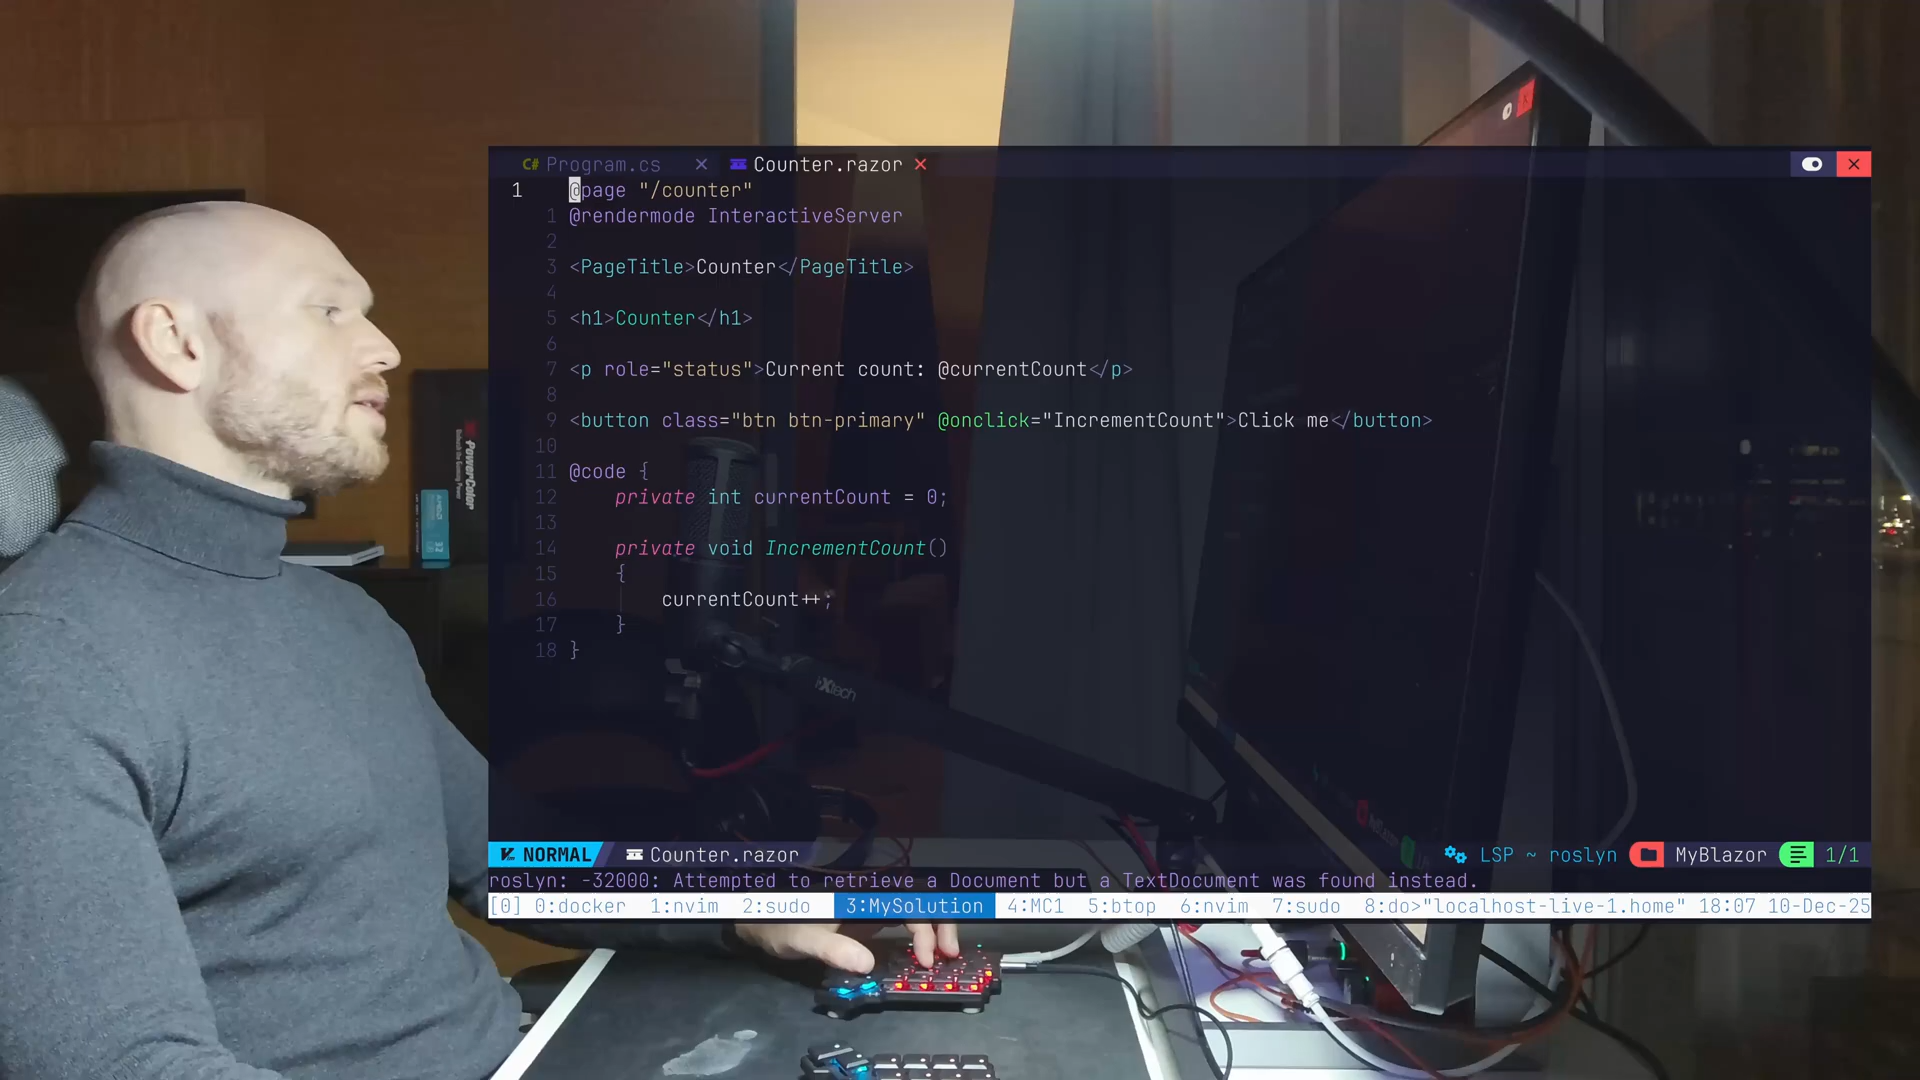 Program.cs Counter.razor
1 @page "/counter"
1 @rendermode InteractiveServer
2
3 <PageTitle>Counter</PageTitle>
4
5 <h1>Counter</h1>
6
7 <p role="status">Current count: @currentCount</p>
8
9 <button class="btn btn-primary" @onclick="IncrementCount">Click me</button>
10
11 @code {
12 private int currentCount = 0;
13
14 private void IncrementCount()
15 {
16 currentCount++;
17 }
18 }
NORMAL Counter.razor LSP ~ roslyn MyBlazor 1/1
roslyn: -32000: Attempted to retrieve a Document but a TextDocument was found instead.
[0] 0:docker 1:nvim 2:sudo 3:MySolution 4:MC1 5:btop 6:nvim 7:sudo 8:do>"localhost-live-1.home" 18:07 10-Dec-25
PowerColor